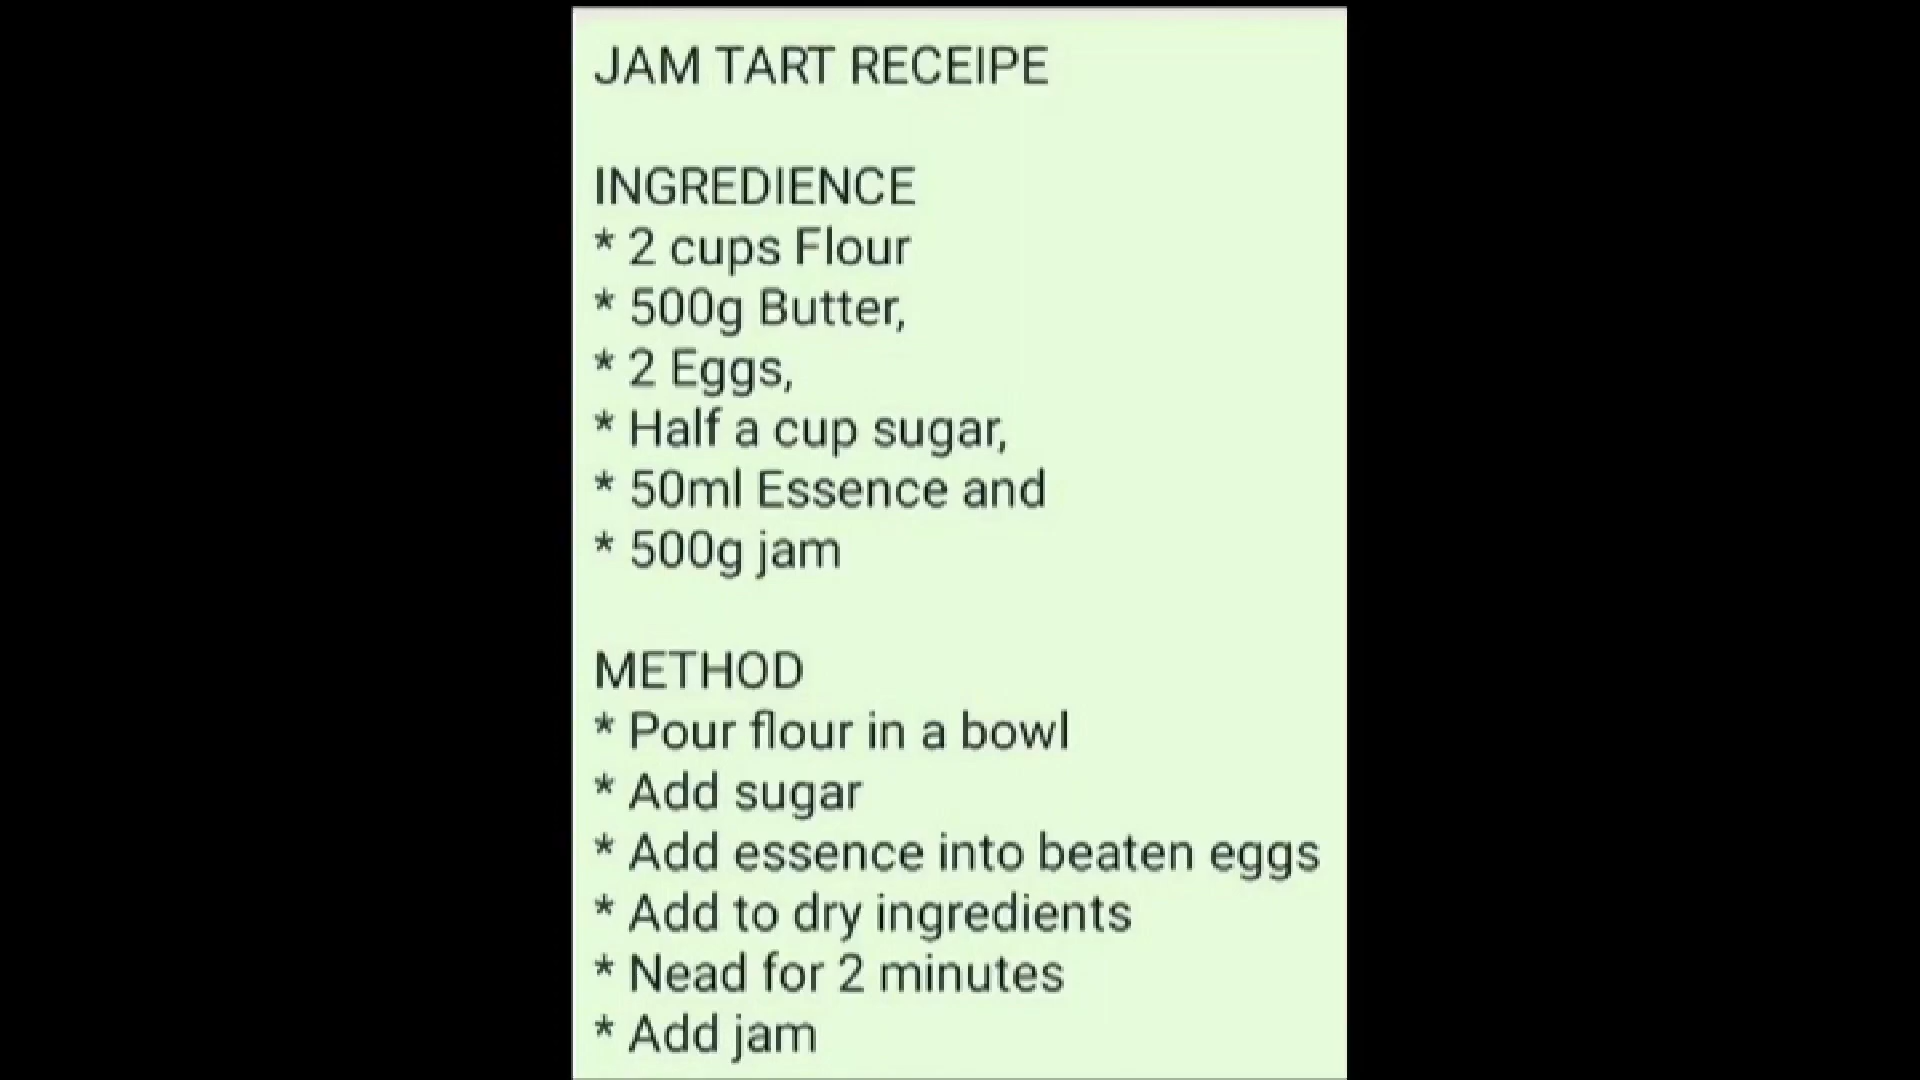 JAM TART RECEIPE
INGREDIENCE
* 2 cups Flour
* 500g Butter,
* 2 Eggs,
* Half a cup sugar,
* 50ml Essence and
* 500g jam
METHOD
* Pour flour in a bowl
* Add sugar
* Add essence into beaten eggs
* Add to dry ingredients
* Nead for 2 minutes
* Add jam